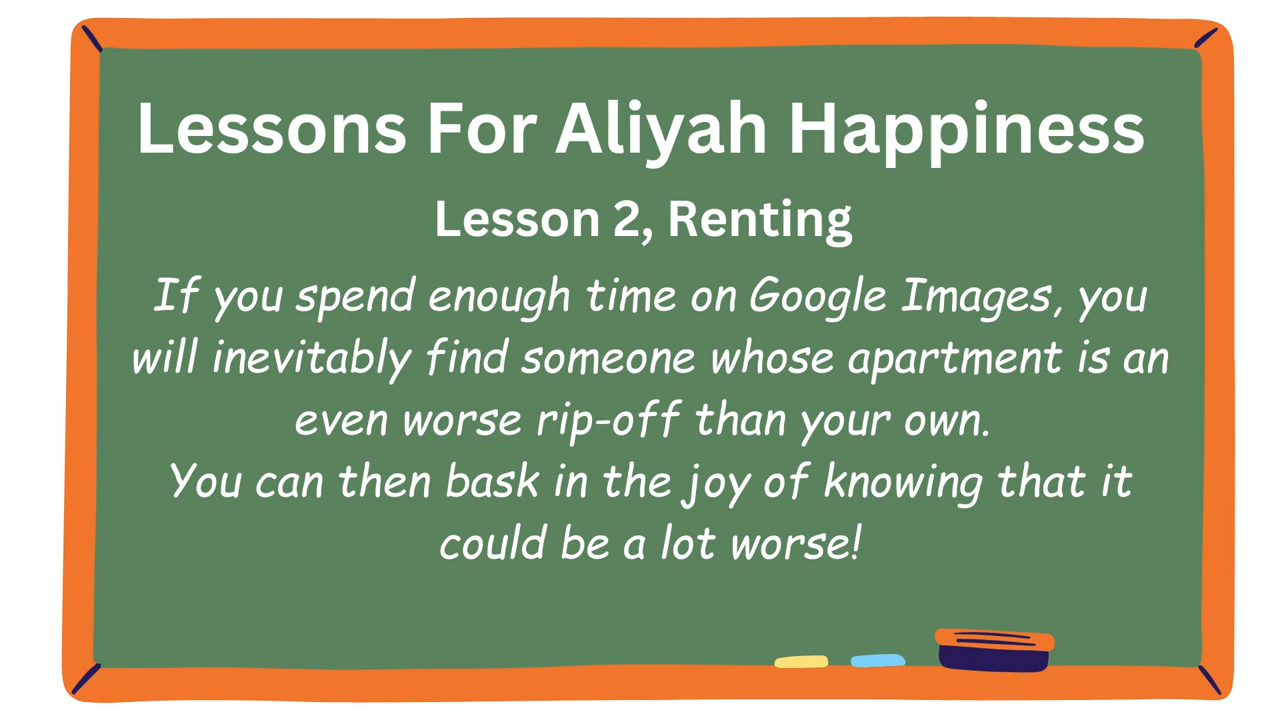 Lessons For Aliyah Happiness
Lesson 2, Renting
If you spend enough time on Google Images, you
will inevitably find someone whose apartment is an
even worse rip-off than your own.
You can then bask in the joy of knowing that it
could be a lot worse!